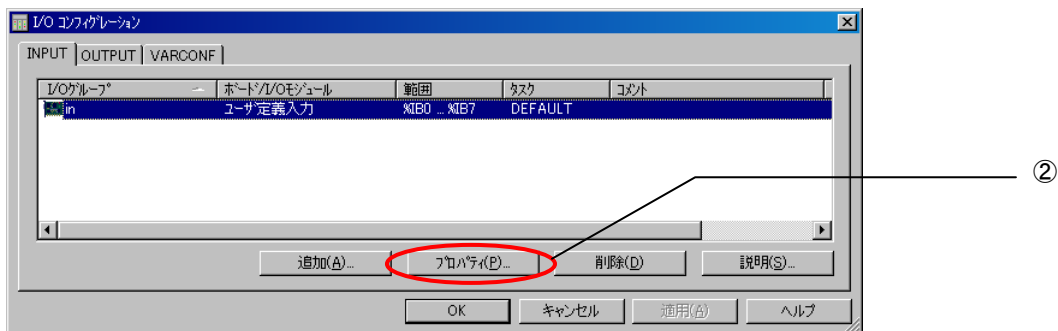 I/O ｺﾝﾌｨｸﾞﾚｰｼｮﾝ
INPUT OUTPUT VARCONF
I/Oｸﾞﾙｰﾌﾟ ﾎﾞｰﾄﾞ/I/Oﾓｼﾞｭｰﾙ 範囲 ﾀｽｸ ｺﾒﾝﾄ
in ﾕｰｻﾞ定義入力 %IB0 ... %IB7 DEFAULT
②
追加(A)... ﾌﾟﾛﾊﾟﾃｨ(P)... 削除(D) 説明(S)...
OK キャンセル 適用(A) ヘルプ